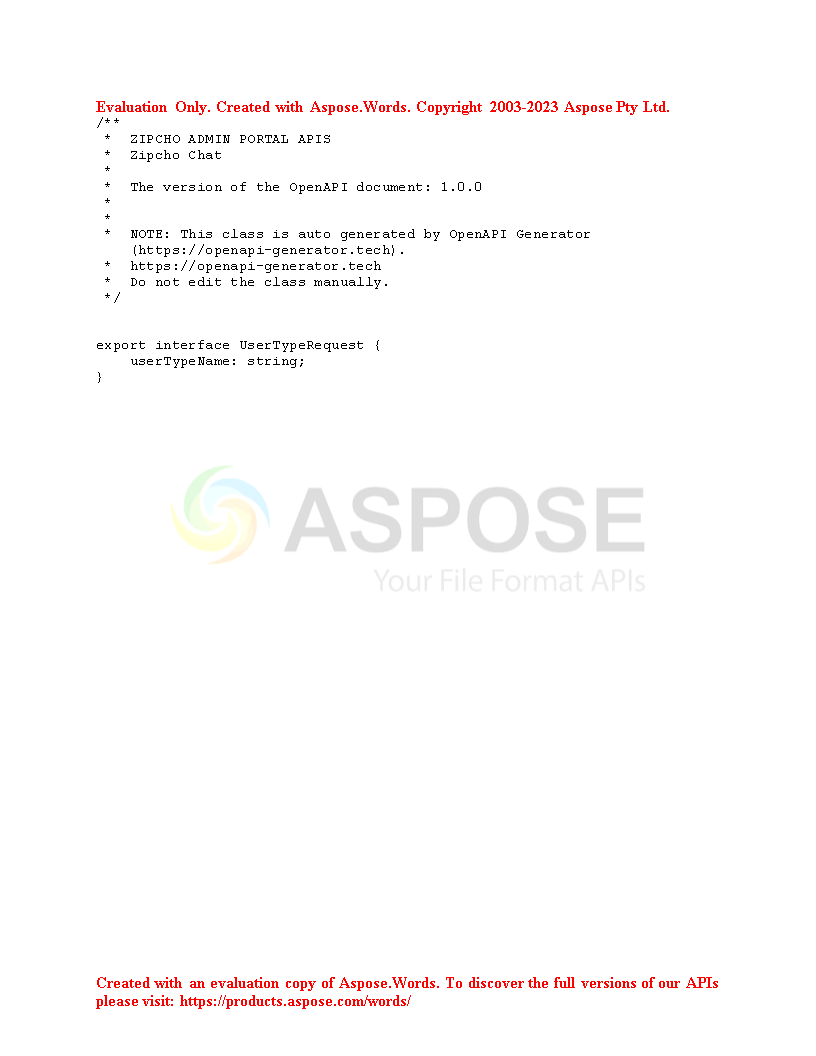 Evaluation Only. Created with Aspose.Words. Copyright 2003-2023 Aspose Pty Ltd.
/**
 * ZIPCHO ADMIN PORTAL APIS
 * Zipcho Chat
 *
 * The version of the OpenAPI document: 1.0.0
 *
 *
 * NOTE: This class is auto generated by OpenAPI Generator
(https://openapi-generator.tech).
 * https://openapi-generator.tech
 * Do not edit the class manually.
 */
export interface UserTypeRequest {
    userTypeName: string;
}
ASPOSE
Your File Format APIs
Created with an evaluation copy of Aspose.Words. To discover the full versions of our APIs
please visit: https://products.aspose.com/words/